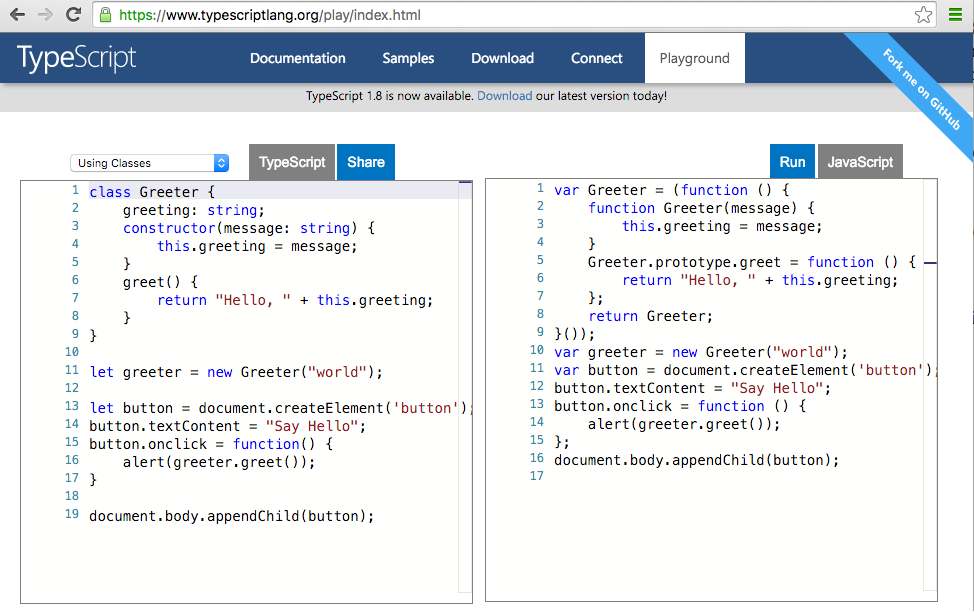 https://www.typescriptlang.org/play/index.html
TypeScript
Documentation
Samples
Download
Connect
Playground
Fork me on GitHub
TypeScript 1.8 is now available. Download our latest version today!
Using Classes
TypeScript
Share
Run
JavaScript
1 class Greeter {
2     greeting: string;
3     constructor(message: string) {
4         this.greeting = message;
5     }
6     greet() {
7         return "Hello, " + this.greeting;
8     }
9 }
10
11 let greeter = new Greeter("world");
12
13 let button = document.createElement('button');
14 button.textContent = "Say Hello";
15 button.onclick = function() {
16     alert(greeter.greet());
17 }
18
19 document.body.appendChild(button);
1 var Greeter = (function () {
2     function Greeter(message) {
3         this.greeting = message;
4     }
5     Greeter.prototype.greet = function () {
6         return "Hello, " + this.greeting;
7     };
8     return Greeter;
9 }());
10 var greeter = new Greeter("world");
11 var button = document.createElement('button');
12 button.textContent = "Say Hello";
13 button.onclick = function () {
14     alert(greeter.greet());
15 };
16 document.body.appendChild(button);
17